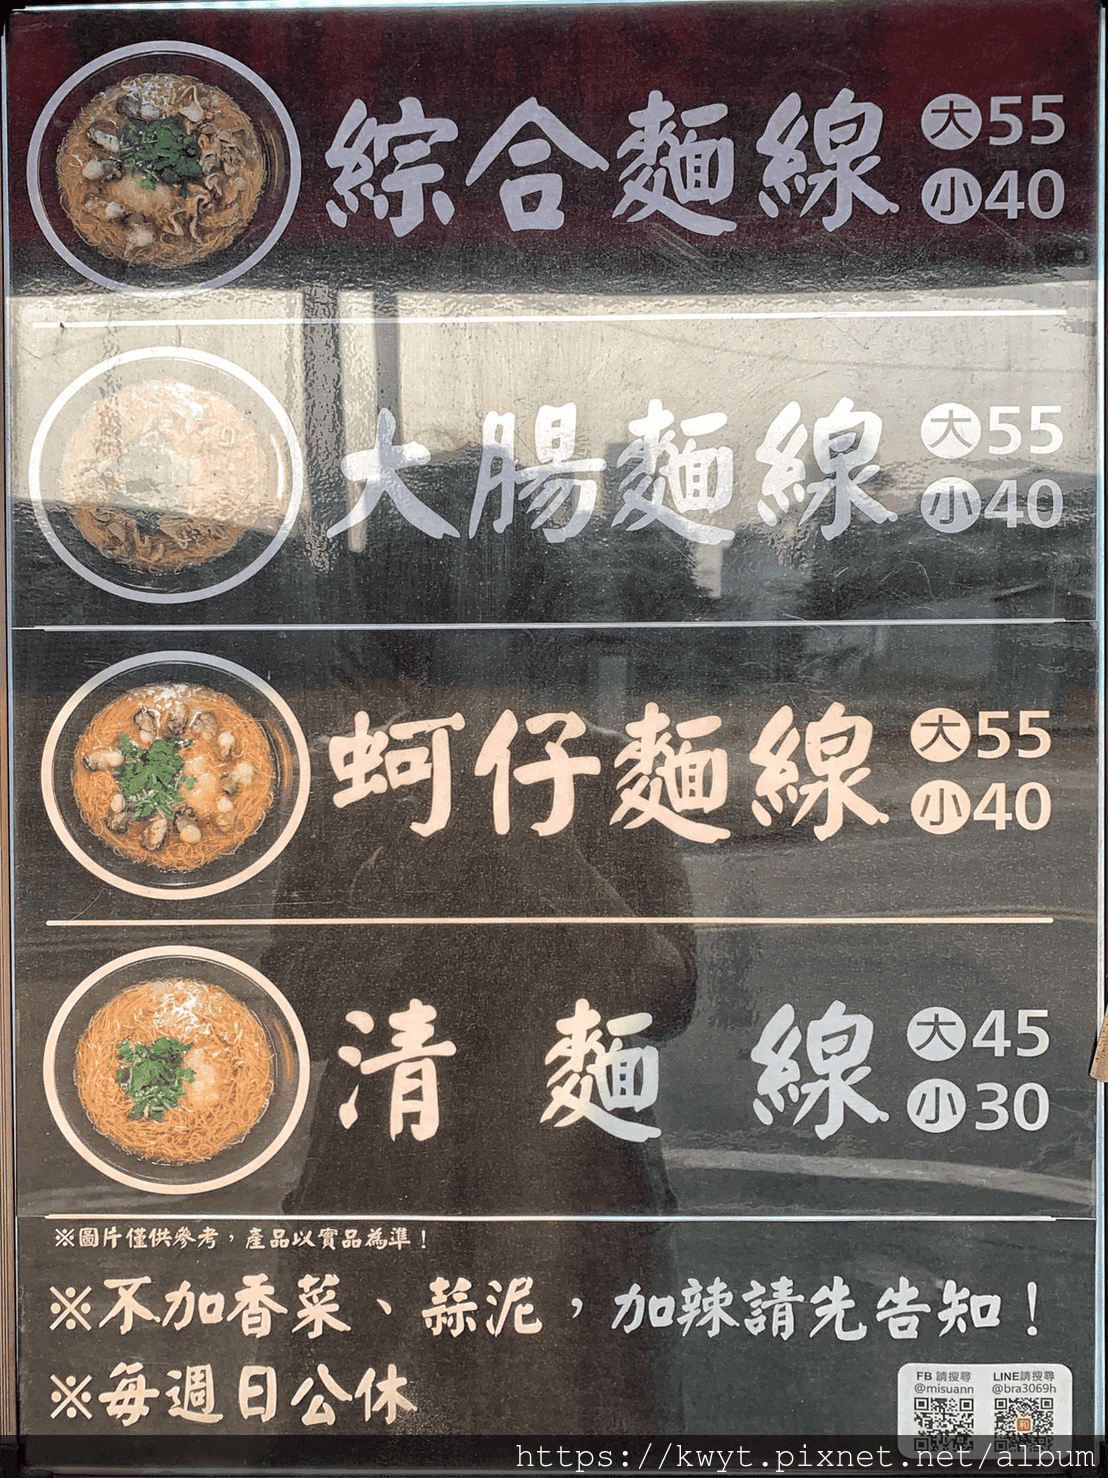 綜合麵線 大55
小40
大腸麵線 大55
小40
蚵仔麵線 大55
小40
清麵線 大45
小30
※圖片僅供參考，產品以實品為準！
※不加香菜、蒜泥，加辣請先告知！
※每週日公休
FB 請搜尋 LINE請搜尋
@misuann @bra3069h
和
https://kwyt.pixnet.net/album